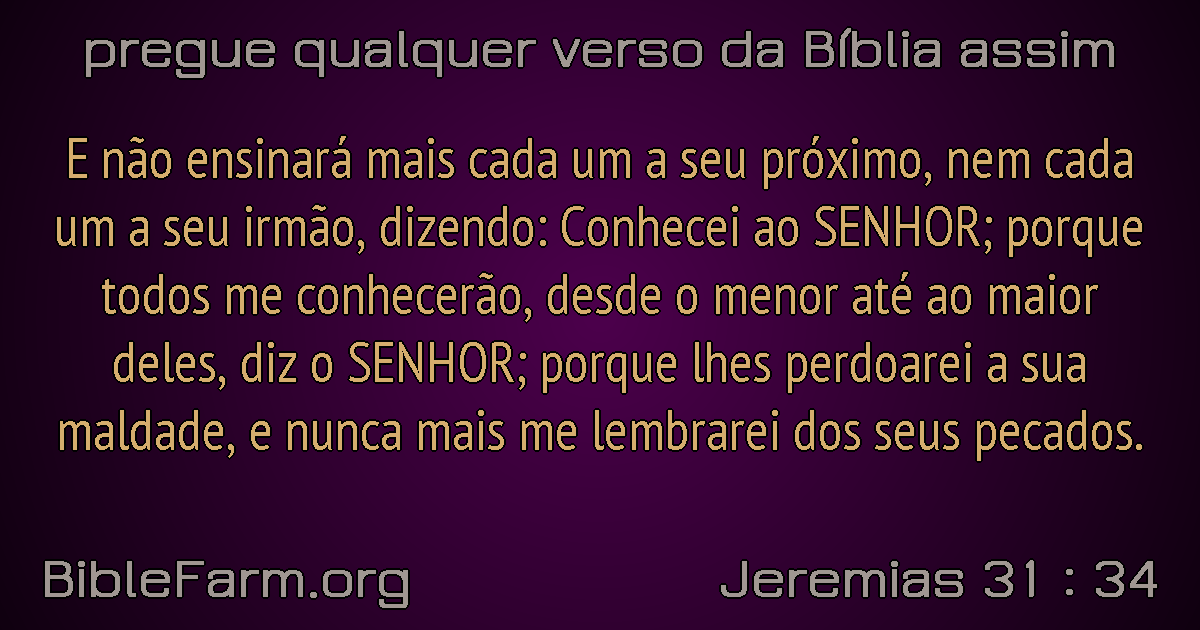 pregue qualquer verso da Bíblia assim
E não ensinará mais cada um a seu próximo, nem cada
um a seu irmão, dizendo: Conhecei ao SENHOR; porque
todos me conhecerão, desde o menor até ao maior
deles, diz o SENHOR; porque lhes perdoarei a sua
maldade, e nunca mais me lembrarei dos seus pecados.
BibleFarm.org
Jeremias 31 : 34